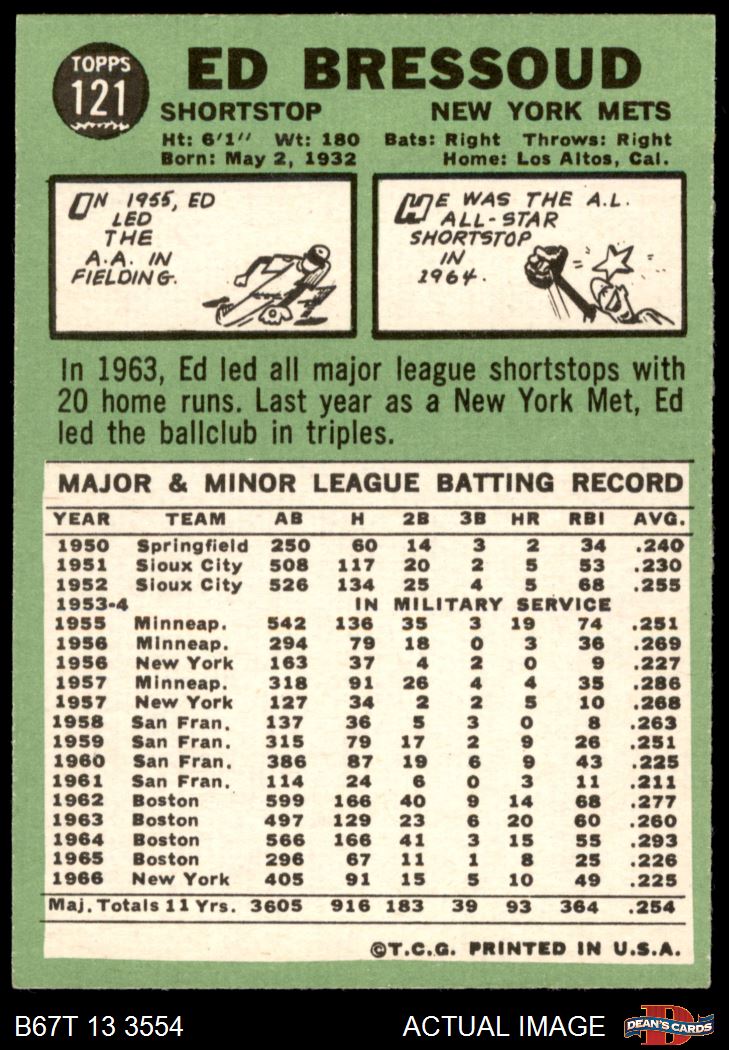 TOPPS
121
ED BRESSOUD
SHORTSTOP NEW YORK METS
Ht: 6'1" Wt: 180 Bats: Right Throws: Right
Born: May 2, 1932 Home: Los Altos, Cal.
IN 1955, ED
LED
THE
A.A. IN
FIELDING.
HE WAS THE A.L.
ALL-STAR
SHORTSTOP
IN
1964.
In 1963, Ed led all major league shortstops with
20 home runs. Last year as a New York Met, Ed
led the ballclub in triples.
MAJOR & MINOR LEAGUE BATTING RECORD
YEAR TEAM AB H 2B 3B HR RBI AVG.
1950 Springfield 250 60 14 3 2 34 .240
1951 Sioux City 508 117 20 2 5 53 .230
1952 Sioux City 526 134 25 4 5 68 .255
1953-4 IN MILITARY SERVICE
1955 Minneap. 542 136 35 3 19 74 .251
1956 Minneap. 294 79 18 0 3 36 .269
1956 New York 163 37 4 2 0 9 .227
1957 Minneap. 318 91 26 4 4 35 .286
1957 New York 127 34 2 2 5 10 .268
1958 San Fran. 137 36 5 3 0 8 .263
1959 San Fran. 315 79 17 2 9 26 .251
1960 San Fran. 386 87 19 6 9 43 .225
1961 San Fran. 114 24 6 0 3 11 .211
1962 Boston 599 166 40 9 14 68 .277
1963 Boston 497 129 23 6 20 60 .260
1964 Boston 566 166 41 3 15 55 .293
1965 Boston 296 67 11 1 8 25 .226
1966 New York 405 91 15 5 10 49 .225
Maj. Totals 11 Yrs. 3605 916 183 39 93 364 .254
©T.C.G. PRINTED IN U.S.A.
B67T 13 3554 ACTUAL IMAGE
D
DEAN'S CARDS